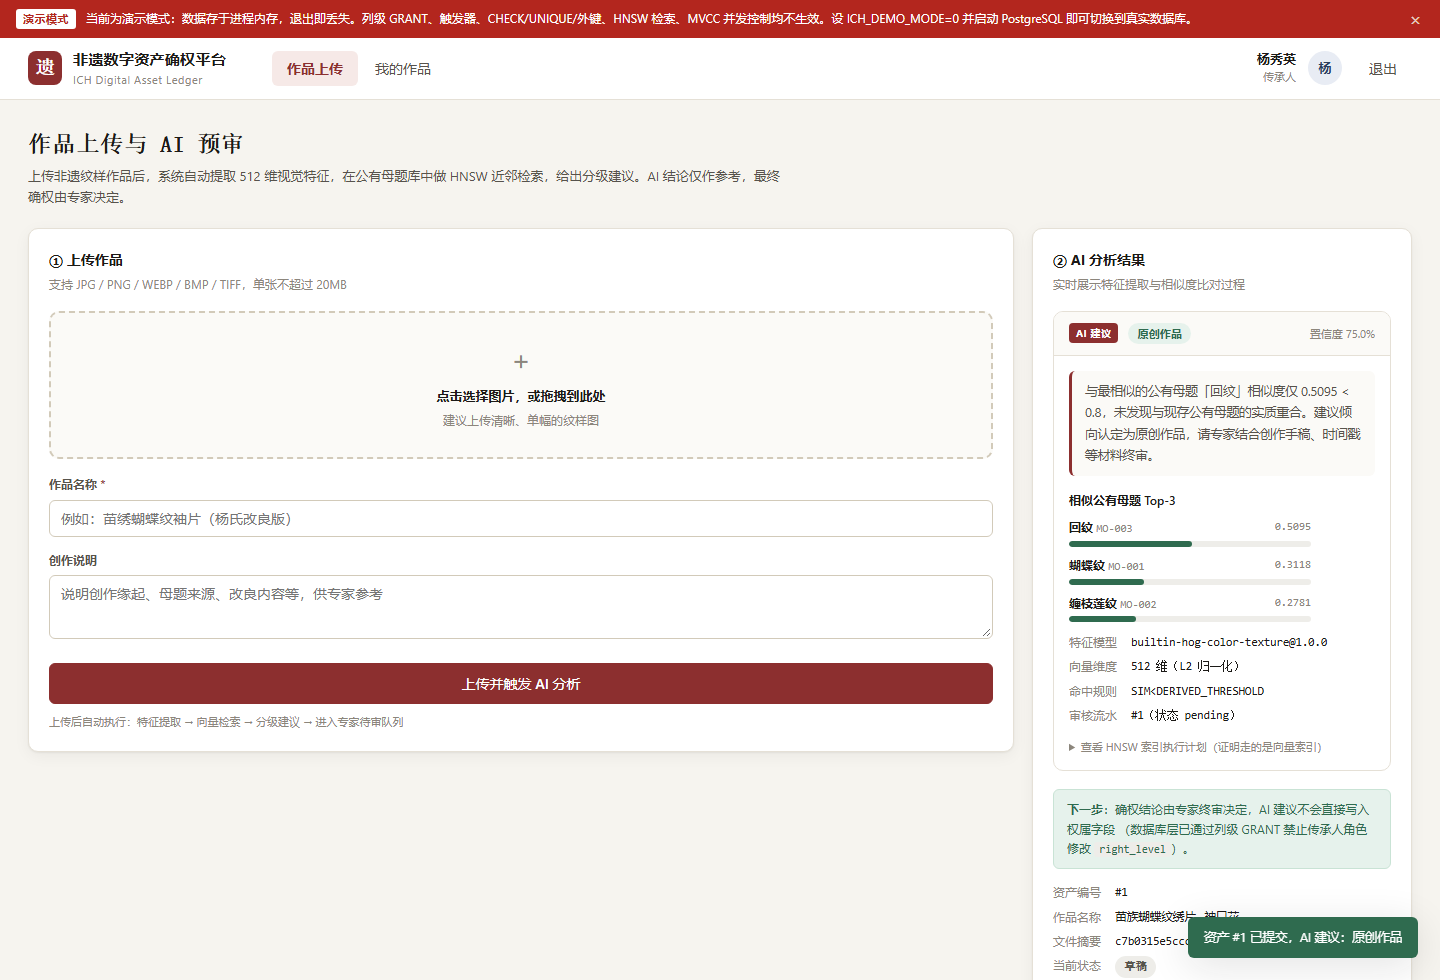 演示模式 当前为演示模式：数据存于进程内存，退出即丢失。列级 GRANT、触发器、CHECK/UNIQUE/外键、HNSW 检索、MVCC 并发控制均不生效。设 ICH_DEMO_MODE=0 并启动 PostgreSQL 即可切换到真实数据库。 ×
遗
非遗数字资产确权平台
ICH Digital Asset Ledger
作品上传
我的作品
杨秀英
传承人
杨
退出
作品上传与 AI 预审
上传非遗纹样作品后，系统自动提取 512 维视觉特征，在公有母题库中做 HNSW 近邻检索，给出分级建议。AI 结论仅作参考，最终
确权由专家决定。
① 上传作品
支持 JPG / PNG / WEBP / BMP / TIFF，单张不超过 20MB
+
点击选择图片，或拖拽到此处
建议上传清晰、单幅的纹样图
作品名称 *
例如：苗绣蝴蝶纹袖片（杨氏改良版）
创作说明
说明创作缘起、母题来源、改良内容等，供专家参考
上传并触发 AI 分析
上传后自动执行：特征提取 → 向量检索 → 分级建议 → 进入专家待审队列
② AI 分析结果
实时展示特征提取与相似度比对过程
AI 建议 原创作品 置信度 75.0%
与最相似的公有母题「回纹」相似度仅 0.5095 <
0.8，未发现与现存公有母题的实质重合。建议倾
向认定为原创作品，请专家结合创作手稿、时间戳
等材料终审。
相似公有母题 Top-3
回纹 MO-003 0.5095
蝴蝶纹 MO-001 0.3118
缠枝莲纹 MO-002 0.2781
特征模型 builtin-hog-color-texture@1.0.0
向量维度 512 维（L2 归一化）
命中规则 SIM<DERIVED_THRESHOLD
审核流水 #1（状态 pending）
▶ 查看 HNSW 索引执行计划（证明走的是向量索引）
下一步：确权结论由专家终审决定，AI 建议不会直接写入
权属字段 （数据库层已通过列级 GRANT 禁止传承人角色
修改 right_level ）。
资产编号 #1
作品名称 苗族蝴蝶纹绣片
文件摘要 c7b0315e5ccc
当前状态 草稿
资产 #1 已提交，AI 建议：原创作品